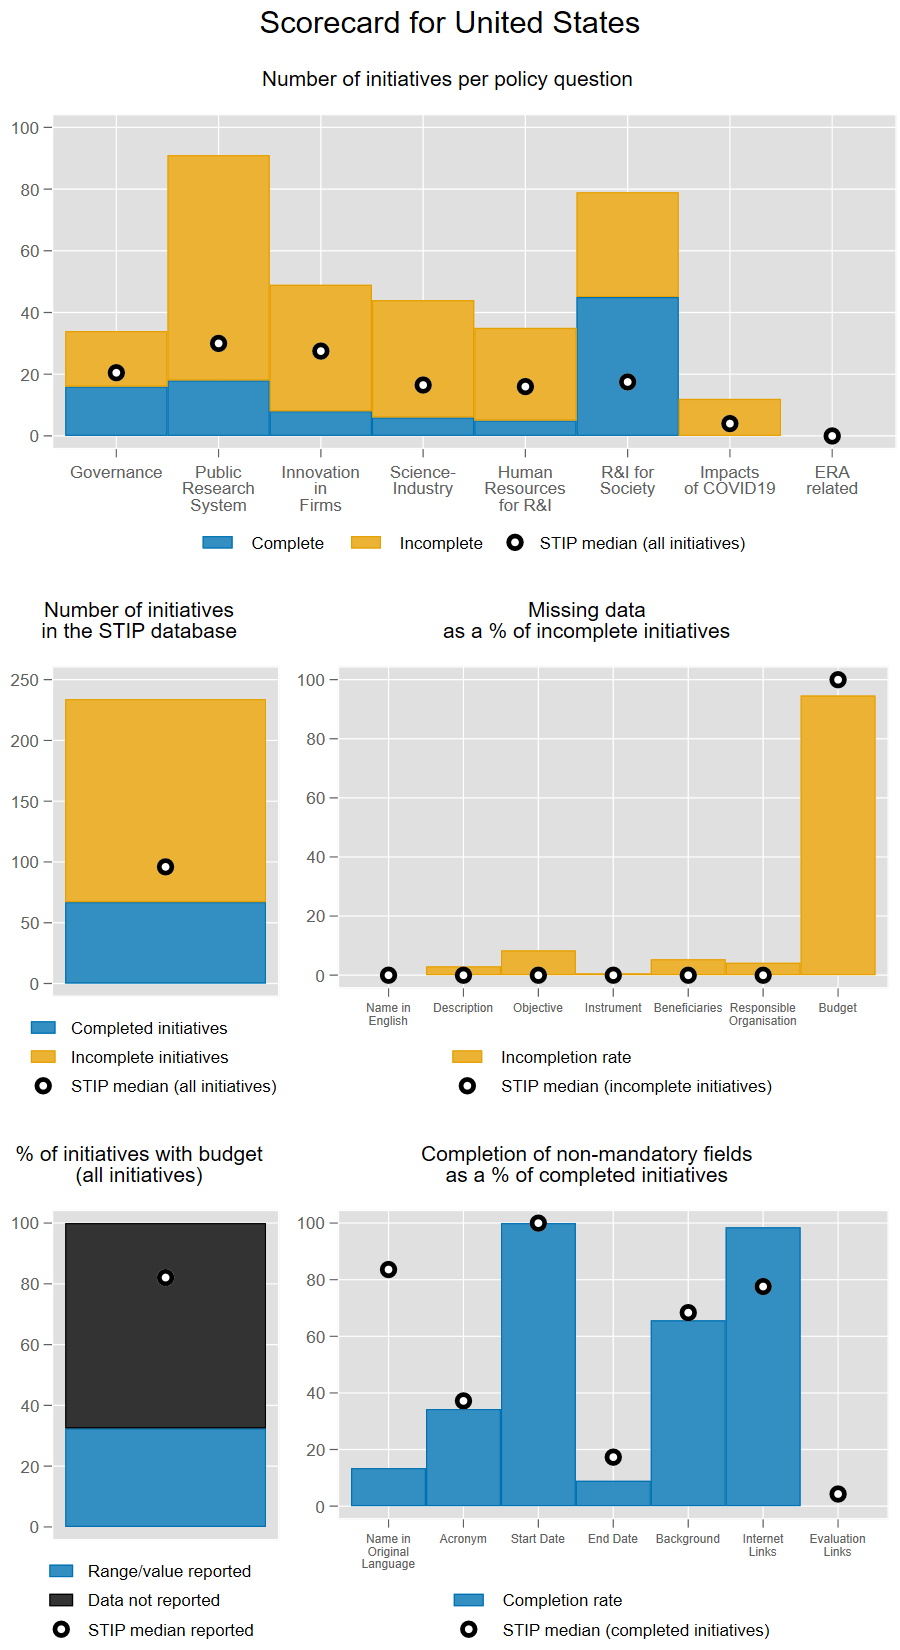 Scorecard for United States
Number of initiatives per policy question
100
80
60
40
20
0
Governance
Public
Research
System
Innovation
in
Firms
Science-
Industry
Human
Resources
for R&I
R&I for
Society
Impacts
of COVID19
ERA
related
Complete
Incomplete
STIP median (all initiatives)
Number of initiatives
in the STIP database
250
200
150
100
50
0
Completed initiatives
Incomplete initiatives
STIP median (all initiatives)
Missing data
as a % of incomplete initiatives
100
80
60
40
20
0
Name in
English
Description
Objective
Instrument
Beneficiaries
Responsible
Organisation
Budget
Incompletion rate
STIP median (incomplete initiatives)
% of initiatives with budget
(all initiatives)
100
80
60
40
20
0
Range/value reported
Data not reported
STIP median reported
Completion of non-mandatory fields
as a % of completed initiatives
100
80
60
40
20
0
Name in
Original
Language
Acronym
Start Date
End Date
Background
Internet
Links
Evaluation
Links
Completion rate
STIP median (completed initiatives)